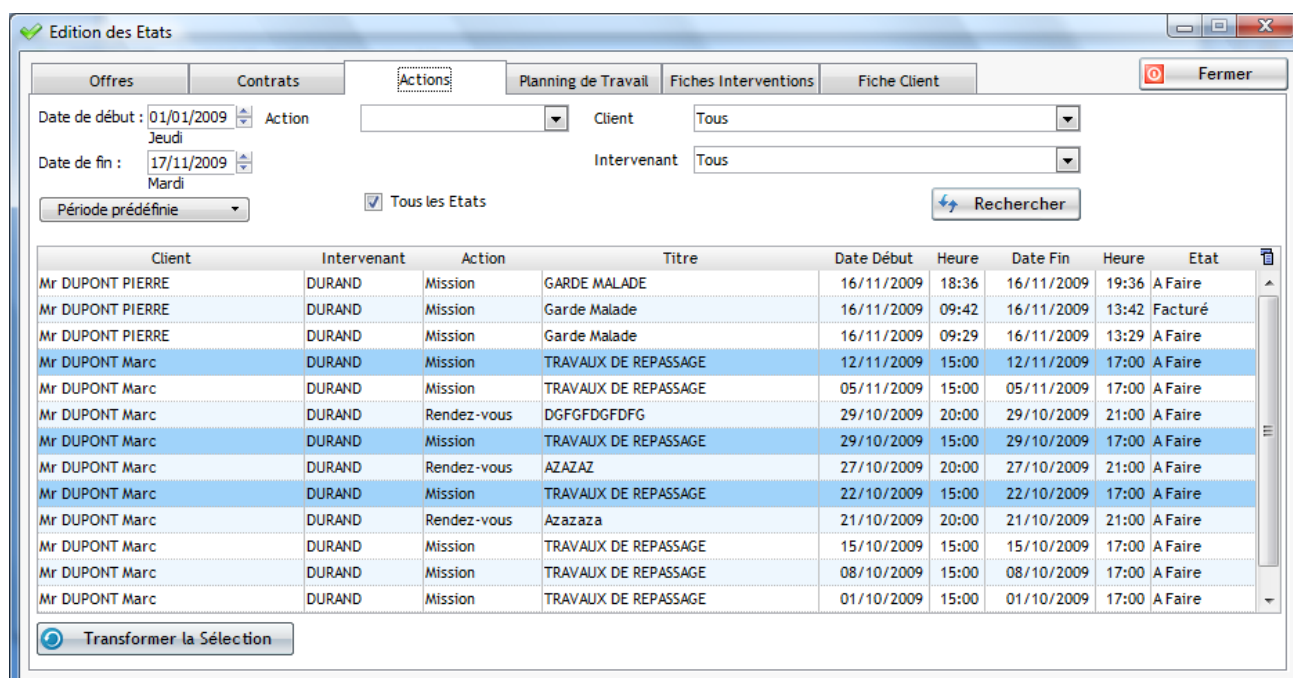 Edition des Etats
Offres Contrats Actions Planning de Travail Fiches Interventions Fiche Client Fermer
Date de début : 01/01/2009 Action Client Tous
Jeudi
Date de fin : 17/11/2009 Intervenant Tous
Mardi
Période prédéfinie Tous les Etats Rechercher
Client Intervenant Action Titre Date Début Heure Date Fin Heure Etat
Mr DUPONT PIERRE DURAND Mission GARDE MALADE 16/11/2009 18:36 16/11/2009 19:36 A Faire
Mr DUPONT PIERRE DURAND Mission Garde Malade 16/11/2009 09:42 16/11/2009 13:42 Facturé
Mr DUPONT PIERRE DURAND Mission Garde Malade 16/11/2009 09:29 16/11/2009 13:29 A Faire
Mr DUPONT Marc DURAND Mission TRAVAUX DE REPASSAGE 12/11/2009 15:00 12/11/2009 17:00 A Faire
Mr DUPONT Marc DURAND Mission TRAVAUX DE REPASSAGE 05/11/2009 15:00 05/11/2009 17:00 A Faire
Mr DUPONT Marc DURAND Rendez-vous DGFGFDGFDFG 29/10/2009 20:00 29/10/2009 21:00 A Faire
Mr DUPONT Marc DURAND Mission TRAVAUX DE REPASSAGE 29/10/2009 15:00 29/10/2009 17:00 A Faire
Mr DUPONT Marc DURAND Rendez-vous AZAZAZ 27/10/2009 20:00 27/10/2009 21:00 A Faire
Mr DUPONT Marc DURAND Mission TRAVAUX DE REPASSAGE 22/10/2009 15:00 22/10/2009 17:00 A Faire
Mr DUPONT Marc DURAND Rendez-vous Azazaza 21/10/2009 20:00 21/10/2009 21:00 A Faire
Mr DUPONT Marc DURAND Mission TRAVAUX DE REPASSAGE 15/10/2009 15:00 15/10/2009 17:00 A Faire
Mr DUPONT Marc DURAND Mission TRAVAUX DE REPASSAGE 08/10/2009 15:00 08/10/2009 17:00 A Faire
Mr DUPONT Marc DURAND Mission TRAVAUX DE REPASSAGE 01/10/2009 15:00 01/10/2009 17:00 A Faire
Transformer la Sélection